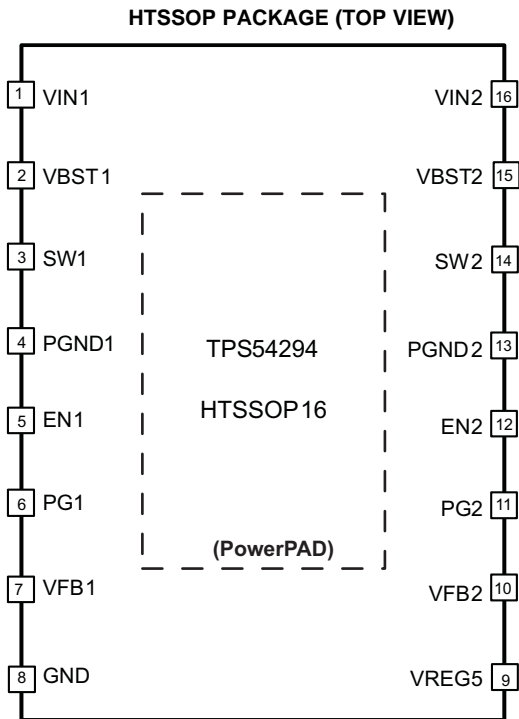 HTSSOP PACKAGE (TOP VIEW)
1 VIN1
VIN2 16
2 VBST1
VBST2 15
3 SW1
SW2 14
4 PGND1
PGND2 13
5 EN1
EN2 12
6 PG1
PG2 11
7 VFB1
VFB2 10
8 GND
VREG5 9
TPS54294
HTSSOP16
(PowerPAD)